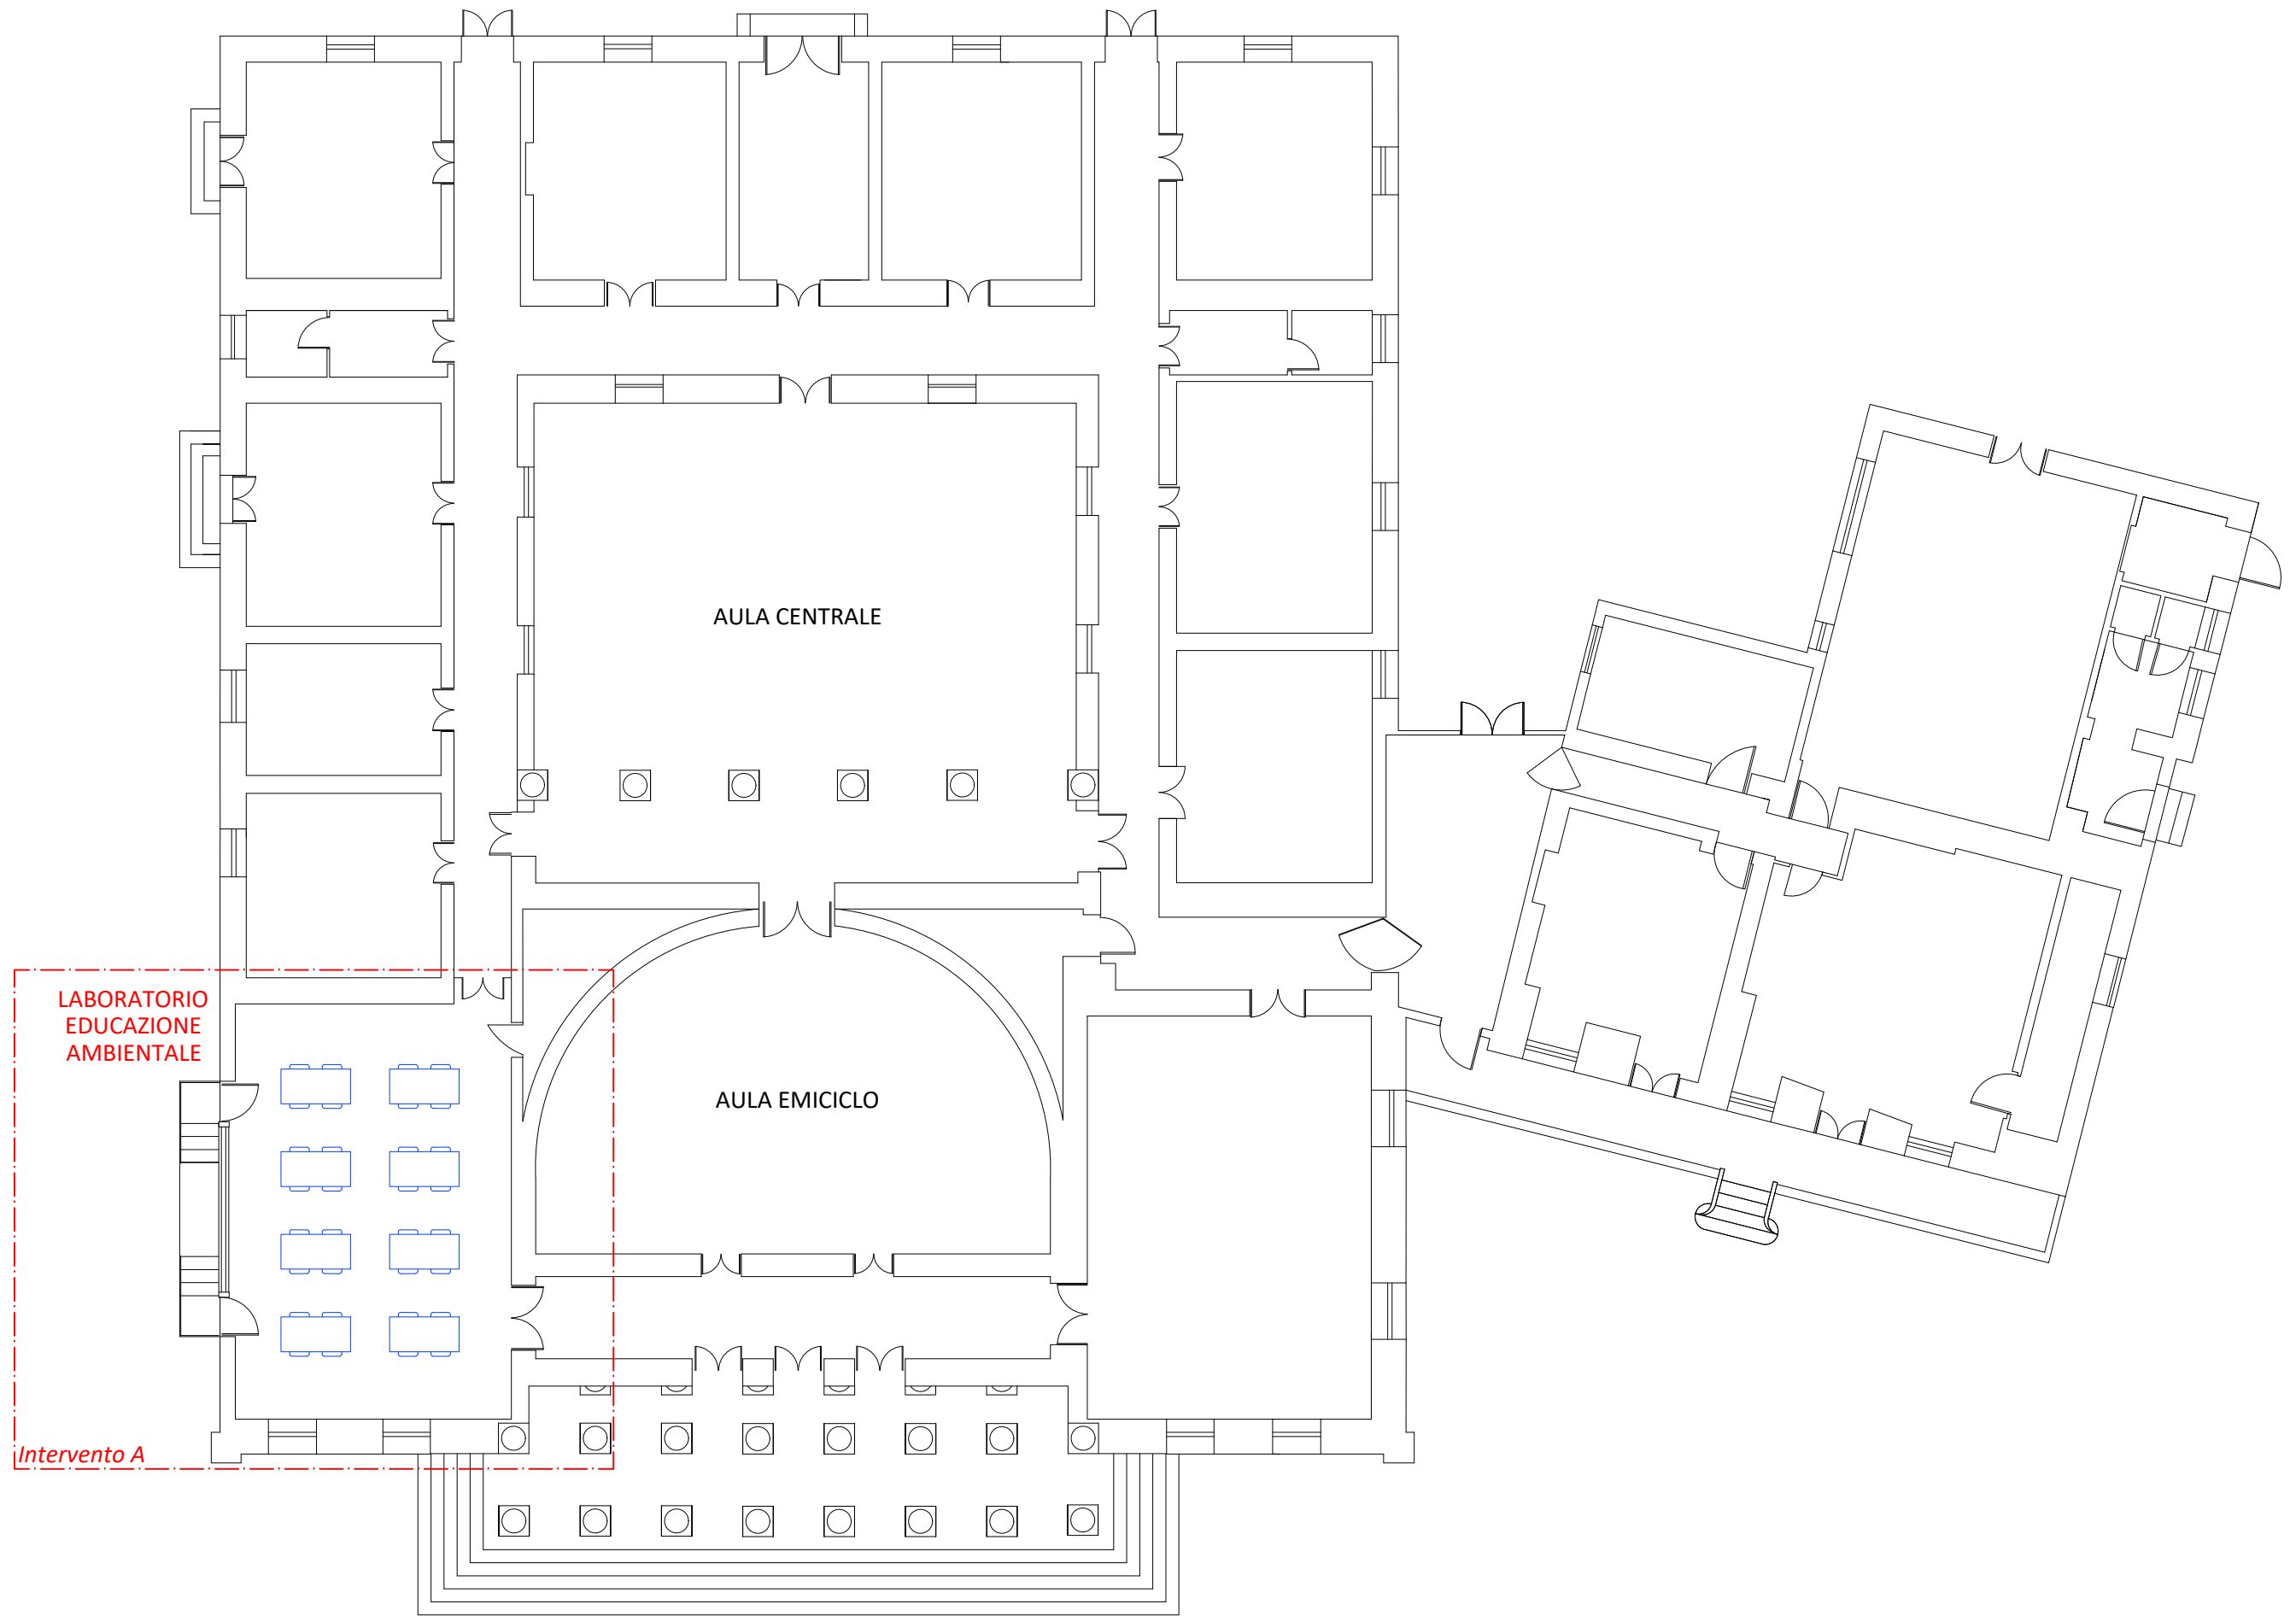 AULA CENTRALE
LABORATORIO
EDUCAZIONE
AMBIENTALE
AULA EMICICLO
Intervento A